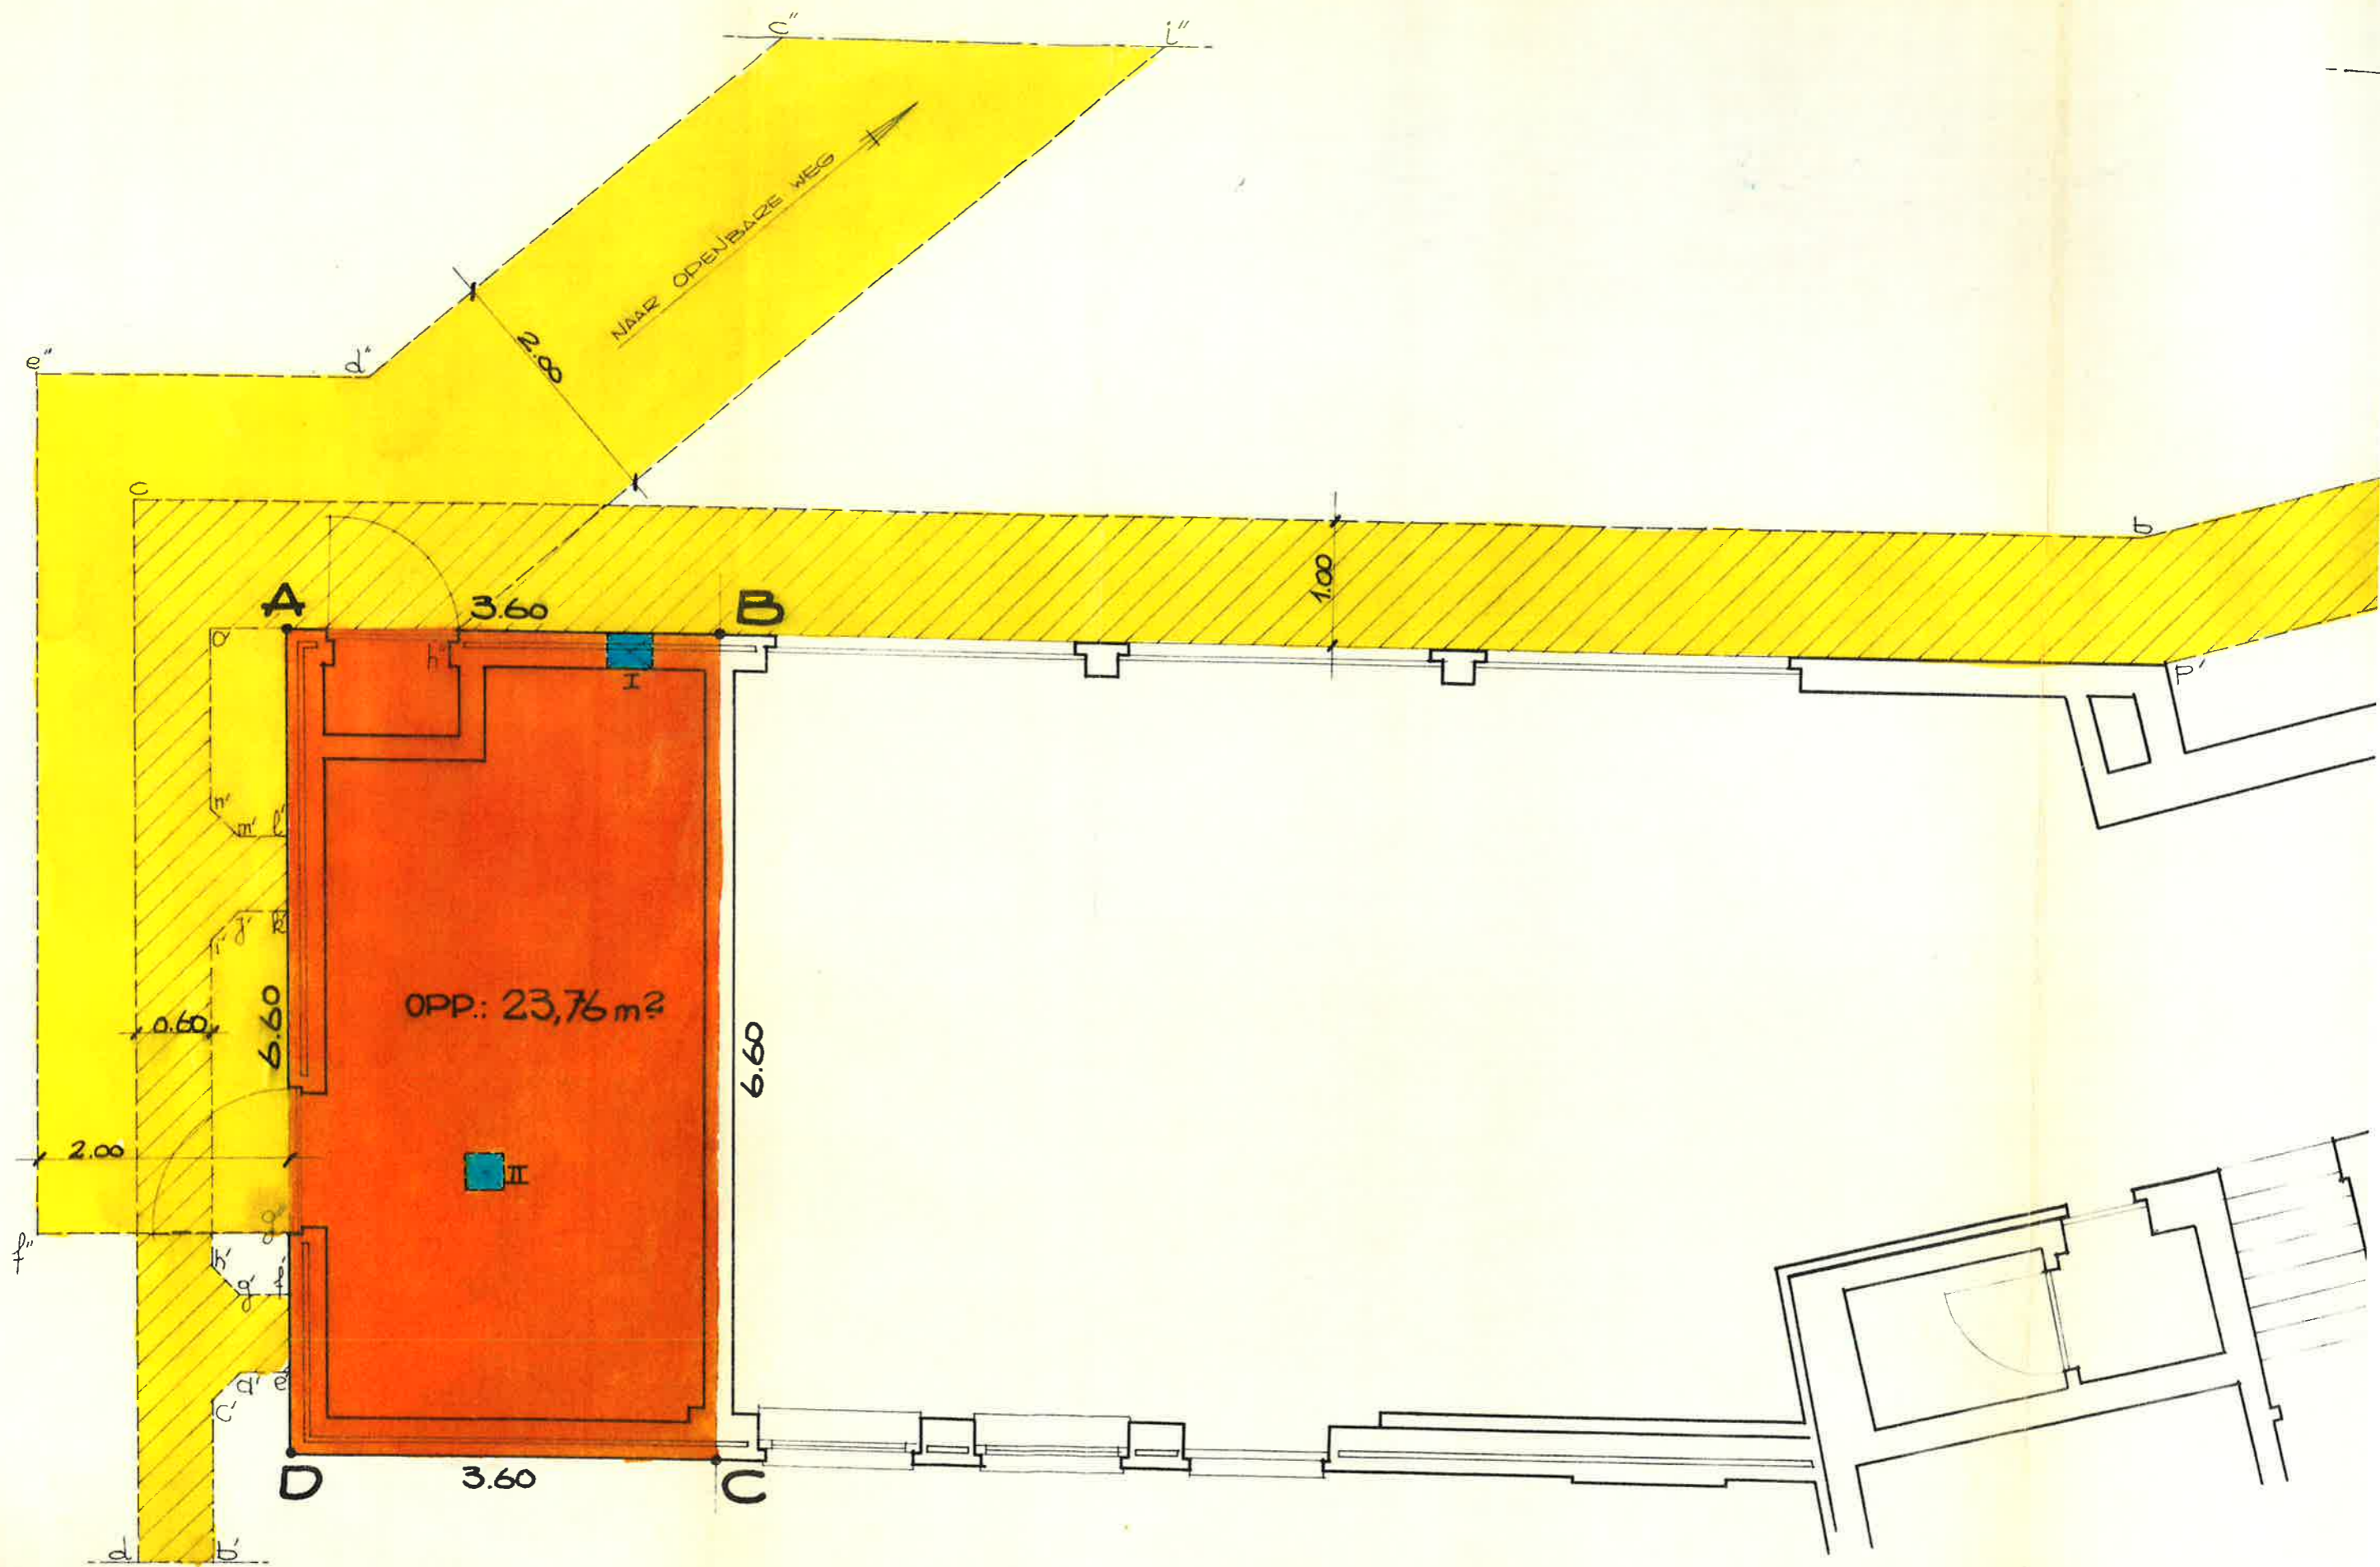 c"
i"
NAAR OPENBARE WEG
2.8
e"
d"
c
b
1.00
A
3.60
B
o'
h"
I
p'
n'
m'
l'
j'
k'
i'
OPP.: 23,76 m²
0.60
6.60
6.60
2.00
II
g"
f"
h'
g'
f'
d'
e'
c'
D
3.60
C
d
b'